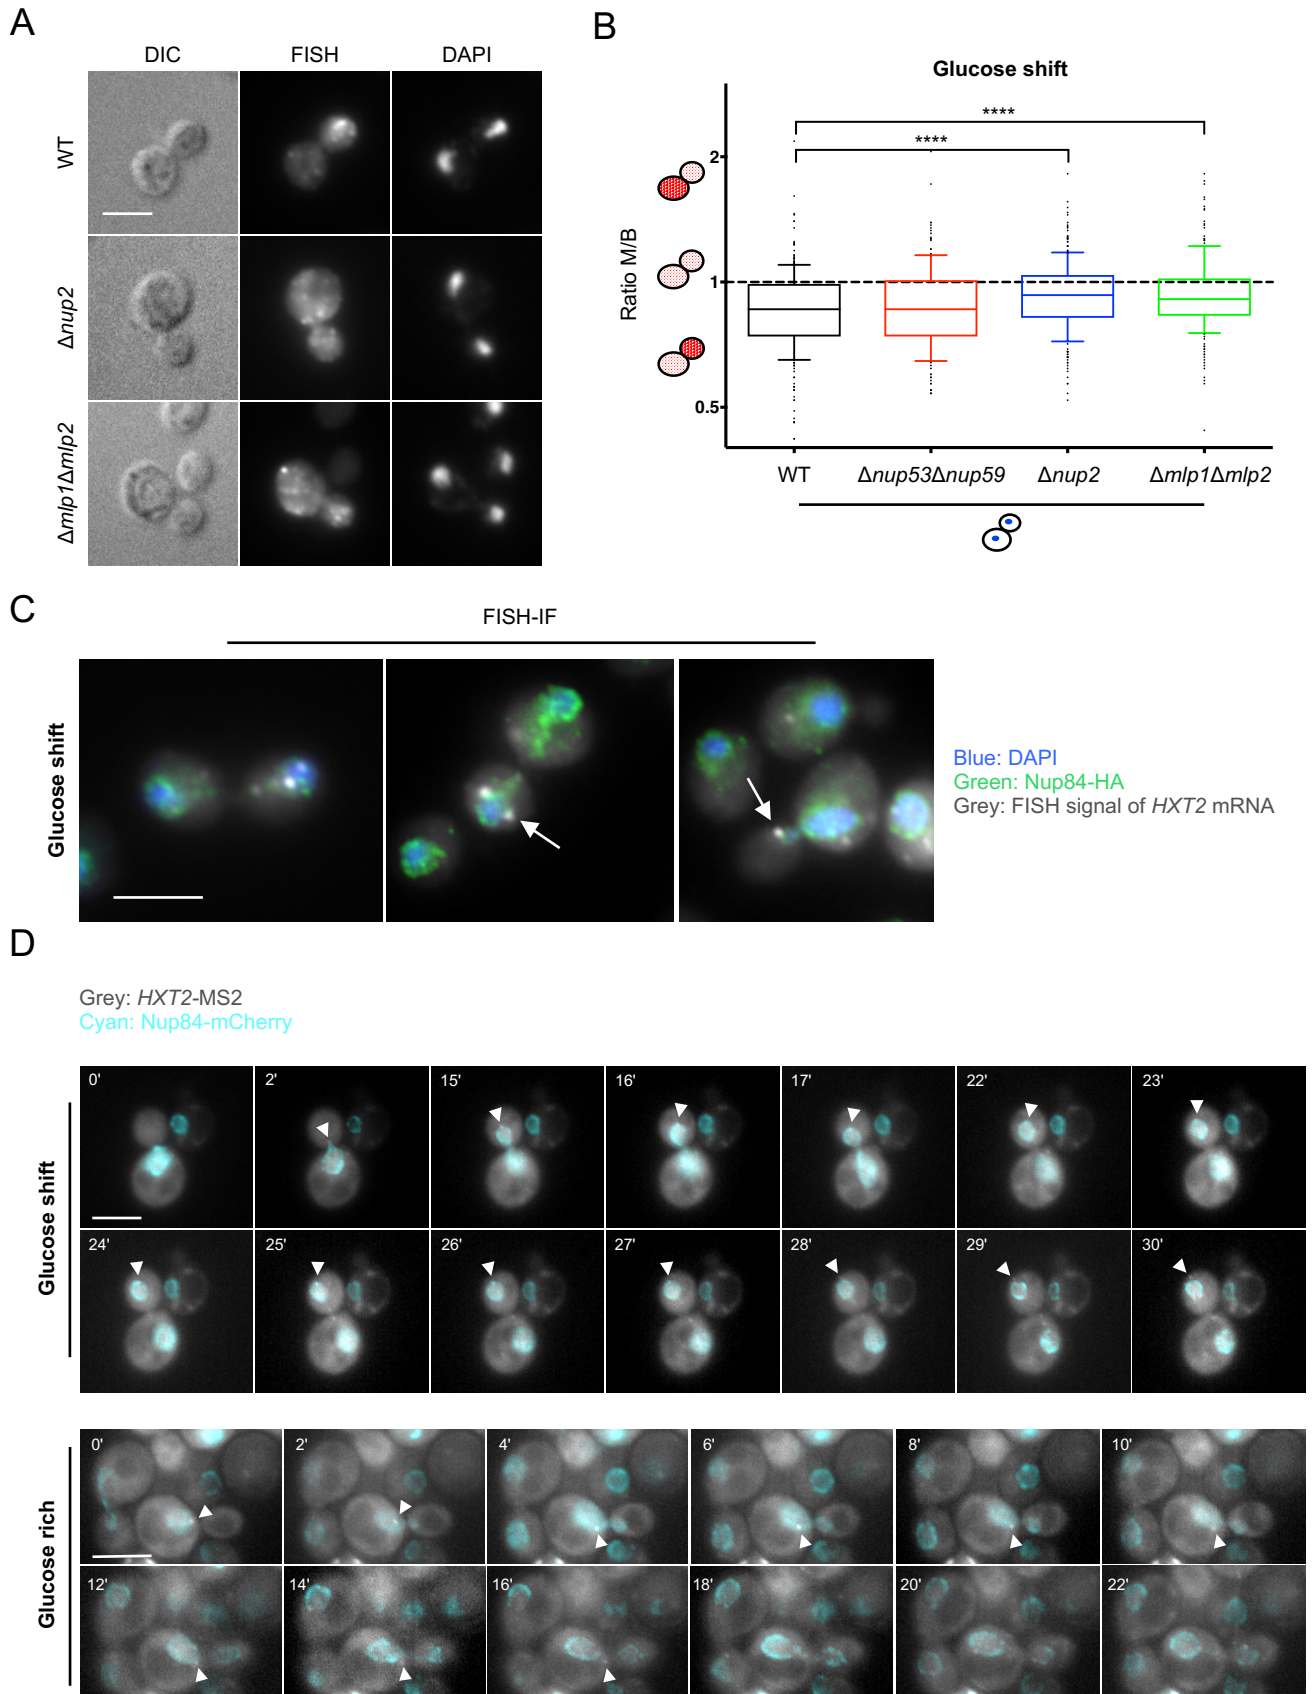 A
DIC FISH DAPI
WT
Δnup2
Δmlp1Δmlp2
B
Glucose shift
****
****
Ratio M/B
2
1
0.5
WT Δnup53Δnup59 Δnup2 Δmlp1Δmlp2
C
FISH-IF
Glucose shift
Blue: DAPI
Green: Nup84-HA
Grey: FISH signal of HXT2 mRNA
D
Grey: HXT2-MS2
Cyan: Nup84-mCherry
Glucose shift
0' 2' 15' 16' 17' 22' 23'
24' 25' 26' 27' 28' 29' 30'
Glucose rich
0' 2' 4' 6' 8' 10'
12' 14' 16' 18' 20' 22'